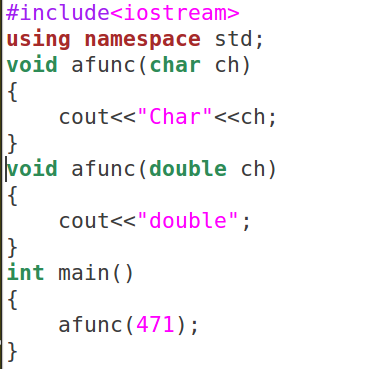 #include<iostream>
using namespace std;
void afunc(char ch)
{
    cout<<"Char"<<ch;
}
void afunc(double ch)
{
    cout<<"double";
}
int main()
{
    afunc(471);
}